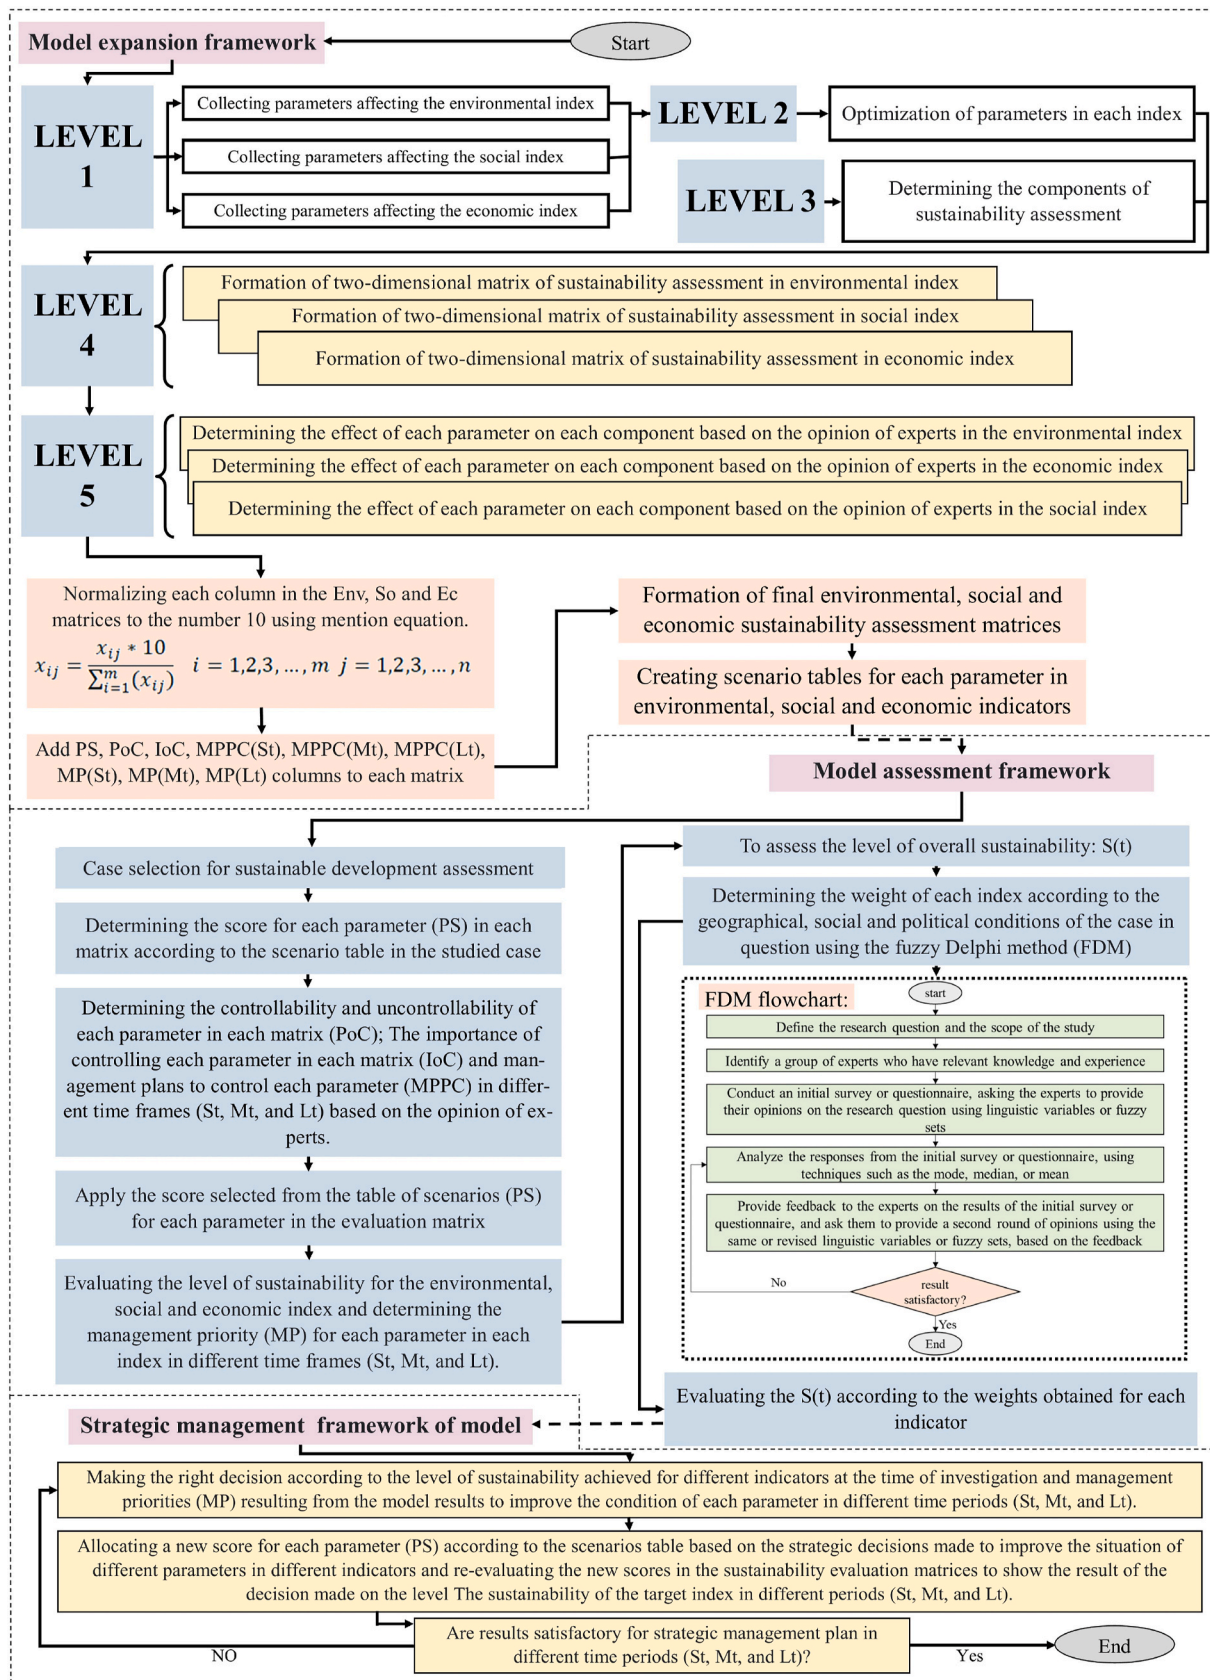 Start
Model expansion framework
LEVEL
1
Collecting parameters affecting the environmental index
Collecting parameters affecting the social index
Collecting parameters affecting the economic index
LEVEL 2
Optimization of parameters in each index
LEVEL 3
Determining the components of
sustainability assessment
LEVEL
4
Formation of two-dimensional matrix of sustainability assessment in environmental index
Formation of two-dimensional matrix of sustainability assessment in social index
Formation of two-dimensional matrix of sustainability assessment in economic index
LEVEL
5
Determining the effect of each parameter on each component based on the opinion of experts in the environmental index
Determining the effect of each parameter on each component based on the opinion of experts in the economic index
Determining the effect of each parameter on each component based on the opinion of experts in the social index
Normalizing each column in the Env, So and Ec
matrices to the number 10 using mention equation.
x_{ij} = \frac{x_{ij} * 10}{\sum_{i=1}^{m}(x_{ij})} i = 1,2,3, ..., m j = 1,2,3, ..., n
Add PS, PoC, IoC, MPPC(St), MPPC(Mt), MPPC(Lt),
MP(St), MP(Mt), MP(Lt) columns to each matrix
Formation of final environmental, social and
economic sustainability assessment matrices
Creating scenario tables for each parameter in
environmental, social and economic indicators
Model assessment framework
Case selection for sustainable development assessment
Determining the score for each parameter (PS) in each
matrix according to the scenario table in the studied case
Determining the controllability and uncontrollability of
each parameter in each matrix (PoC); The importance of
controlling each parameter in each matrix (IoC) and man-
agement plans to control each parameter (MPPC) in differ-
ent time frames (St, Mt, and Lt) based on the opinion of ex-
perts.
Apply the score selected from the table of scenarios (PS)
for each parameter in the evaluation matrix
Evaluating the level of sustainability for the environmental,
social and economic index and determining the
management priority (MP) for each parameter in each
index in different time frames (St, Mt, and Lt).
To assess the level of overall sustainability: S(t)
Determining the weight of each index according to the
geographical, social and political conditions of the case in
question using the fuzzy Delphi method (FDM)
FDM flowchart:
start
Define the research question and the scope of the study
Identify a group of experts who have relevant knowledge and experience
Conduct an initial survey or questionnaire, asking the experts to provide
their opinions on the research question using linguistic variables or fuzzy
sets
Analyze the responses from the initial survey or questionnaire, using
techniques such as the mode, median, or mean
Provide feedback to the experts on the results of the initial survey or
questionnaire, and ask them to provide a second round of opinions using the
same or revised linguistic variables or fuzzy sets, based on the feedback
No
result
satisfactory?
Yes
End
Evaluating the S(t) according to the weights obtained for each
indicator
Strategic management framework of model
Making the right decision according to the level of sustainability achieved for different indicators at the time of investigation and management
priorities (MP) resulting from the model results to improve the condition of each parameter in different time periods (St, Mt, and Lt).
Allocating a new score for each parameter (PS) according to the scenarios table based on the strategic decisions made to improve the situation of
different parameters in different indicators and re-evaluating the new scores in the sustainability evaluation matrices to show the result of the
decision made on the level The sustainability of the target index in different periods (St, Mt, and Lt).
Are results satisfactory for strategic management plan in
different time periods (St, Mt, and Lt)?
NO
Yes
End